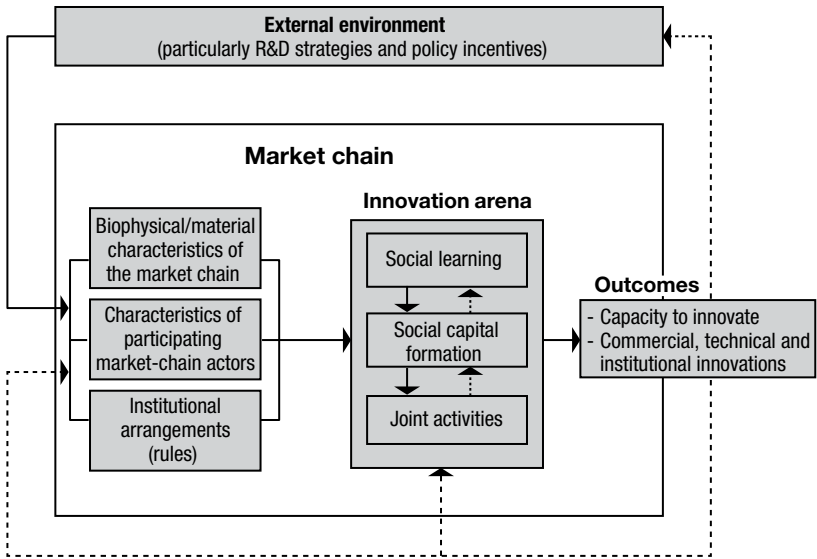 External environment
(particularly R&D strategies and policy incentives)
Market chain
Biophysical/material
characteristics of
the market chain
Characteristics of
participating
market-chain actors
Institutional
arrangements
(rules)
Innovation arena
Social learning
Social capital
formation
Joint activities
Outcomes
- Capacity to innovate
- Commercial, technical and
institutional innovations